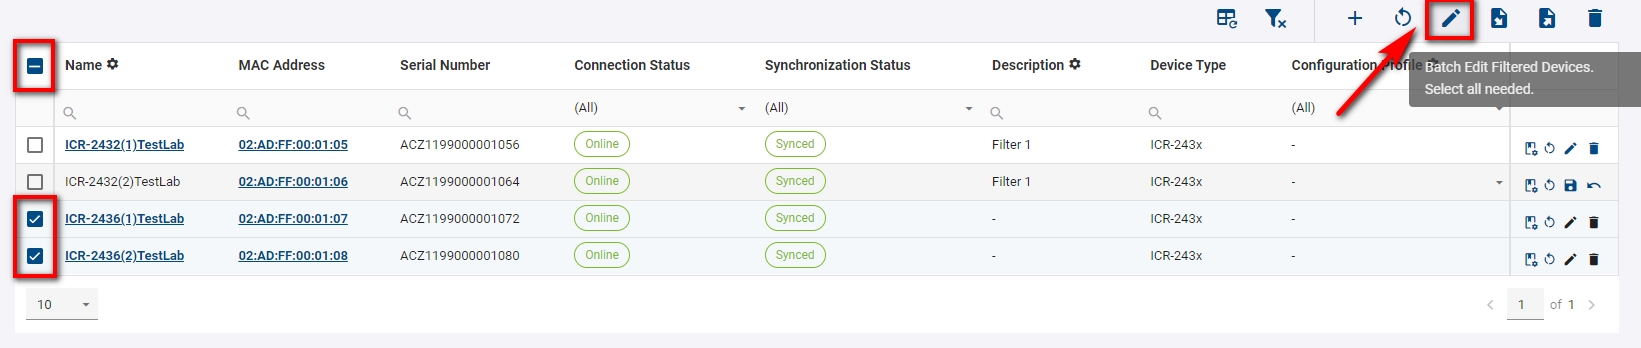 Name MAC Address Serial Number Connection Status Synchronization Status Description Device Type Configuration Profile
Batch Edit Filtered Devices.
Select all needed.
(All) (All) (All)
ICR-2432(1)TestLab 02:AD:FF:00:01:05 ACZ1199000001056 Online Synced Filter 1 ICR-243x -
ICR-2432(2)TestLab 02:AD:FF:00:01:06 ACZ1199000001064 Online Synced Filter 1 ICR-243x -
ICR-2436(1)TestLab 02:AD:FF:00:01:07 ACZ1199000001072 Online Synced - ICR-243x -
ICR-2436(2)TestLab 02:AD:FF:00:01:08 ACZ1199000001080 Online Synced - ICR-243x -
10 1 of 1